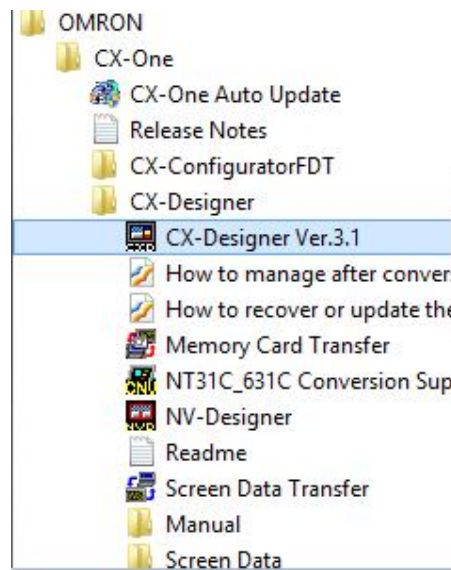 OMRON
CX-One
CX-One Auto Update
Release Notes
CX-ConfiguratorFDT
CX-Designer
CX-Designer Ver.3.1
How to manage after conver
How to recover or update the
Memory Card Transfer
NT31C_631C Conversion Sup
NV-Designer
Readme
Screen Data Transfer
Manual
Screen Data